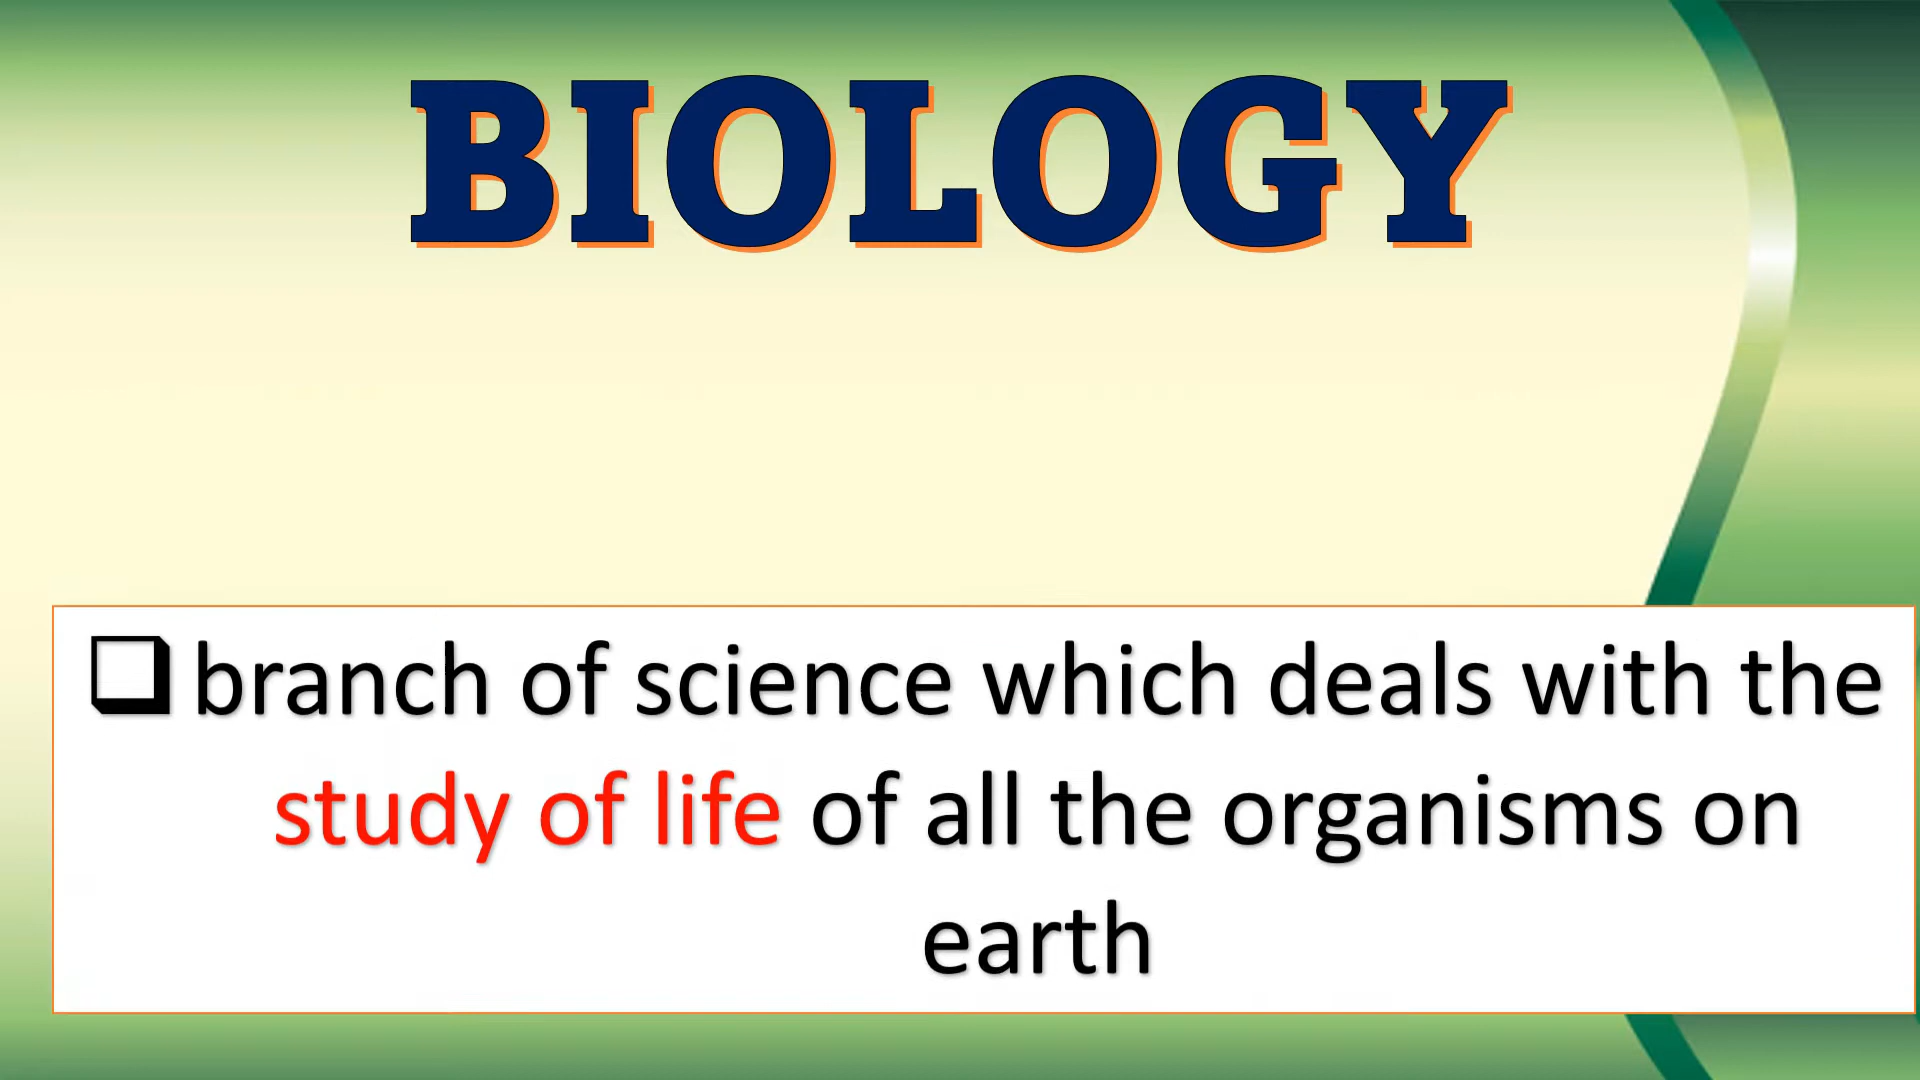 BIOLOGY
❑ branch of science which deals with the
study of life of all the organisms on
earth